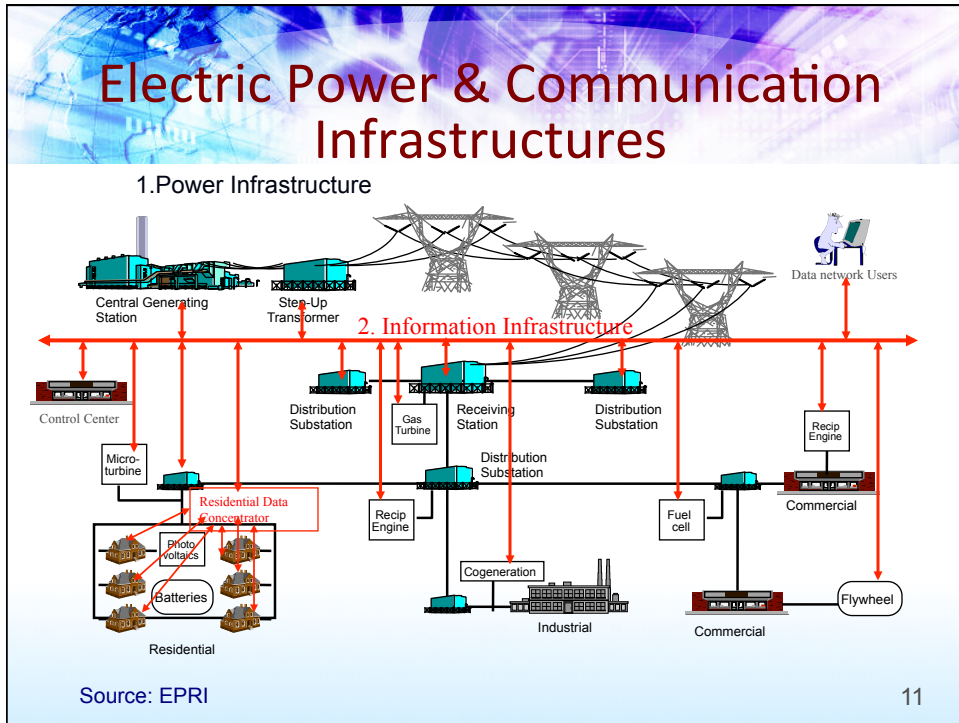 Electric Power & Communication
Infrastructures
1.Power Infrastructure
Central Generating
Station
Step-Up
Transformer
Data network Users
2. Information Infrastructure
Control Center
Distribution
Substation
Gas
Turbine
Receiving
Station
Distribution
Substation
Recip
Engine
Micro-
turbine
Distribution
Substation
Commercial
Residential Data
Concentrator
Recip
Engine
Fuel
cell
Photo
voltaics
Batteries
Cogeneration
Industrial
Flywheel
Commercial
Residential
Source: EPRI
11